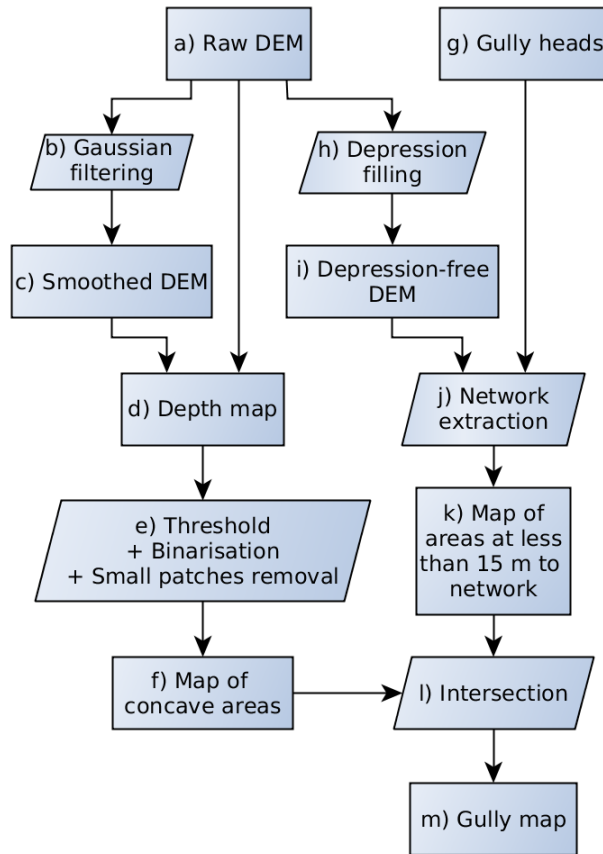 a) Raw DEM
g) Gully heads
b) Gaussian
filtering
h) Depression
filling
c) Smoothed DEM
i) Depression-free
DEM
d) Depth map
j) Network
extraction
e) Threshold
+ Binarisation
+ Small patches removal
k) Map of
areas at less
than 15 m to
network
f) Map of
concave areas
l) Intersection
m) Gully map